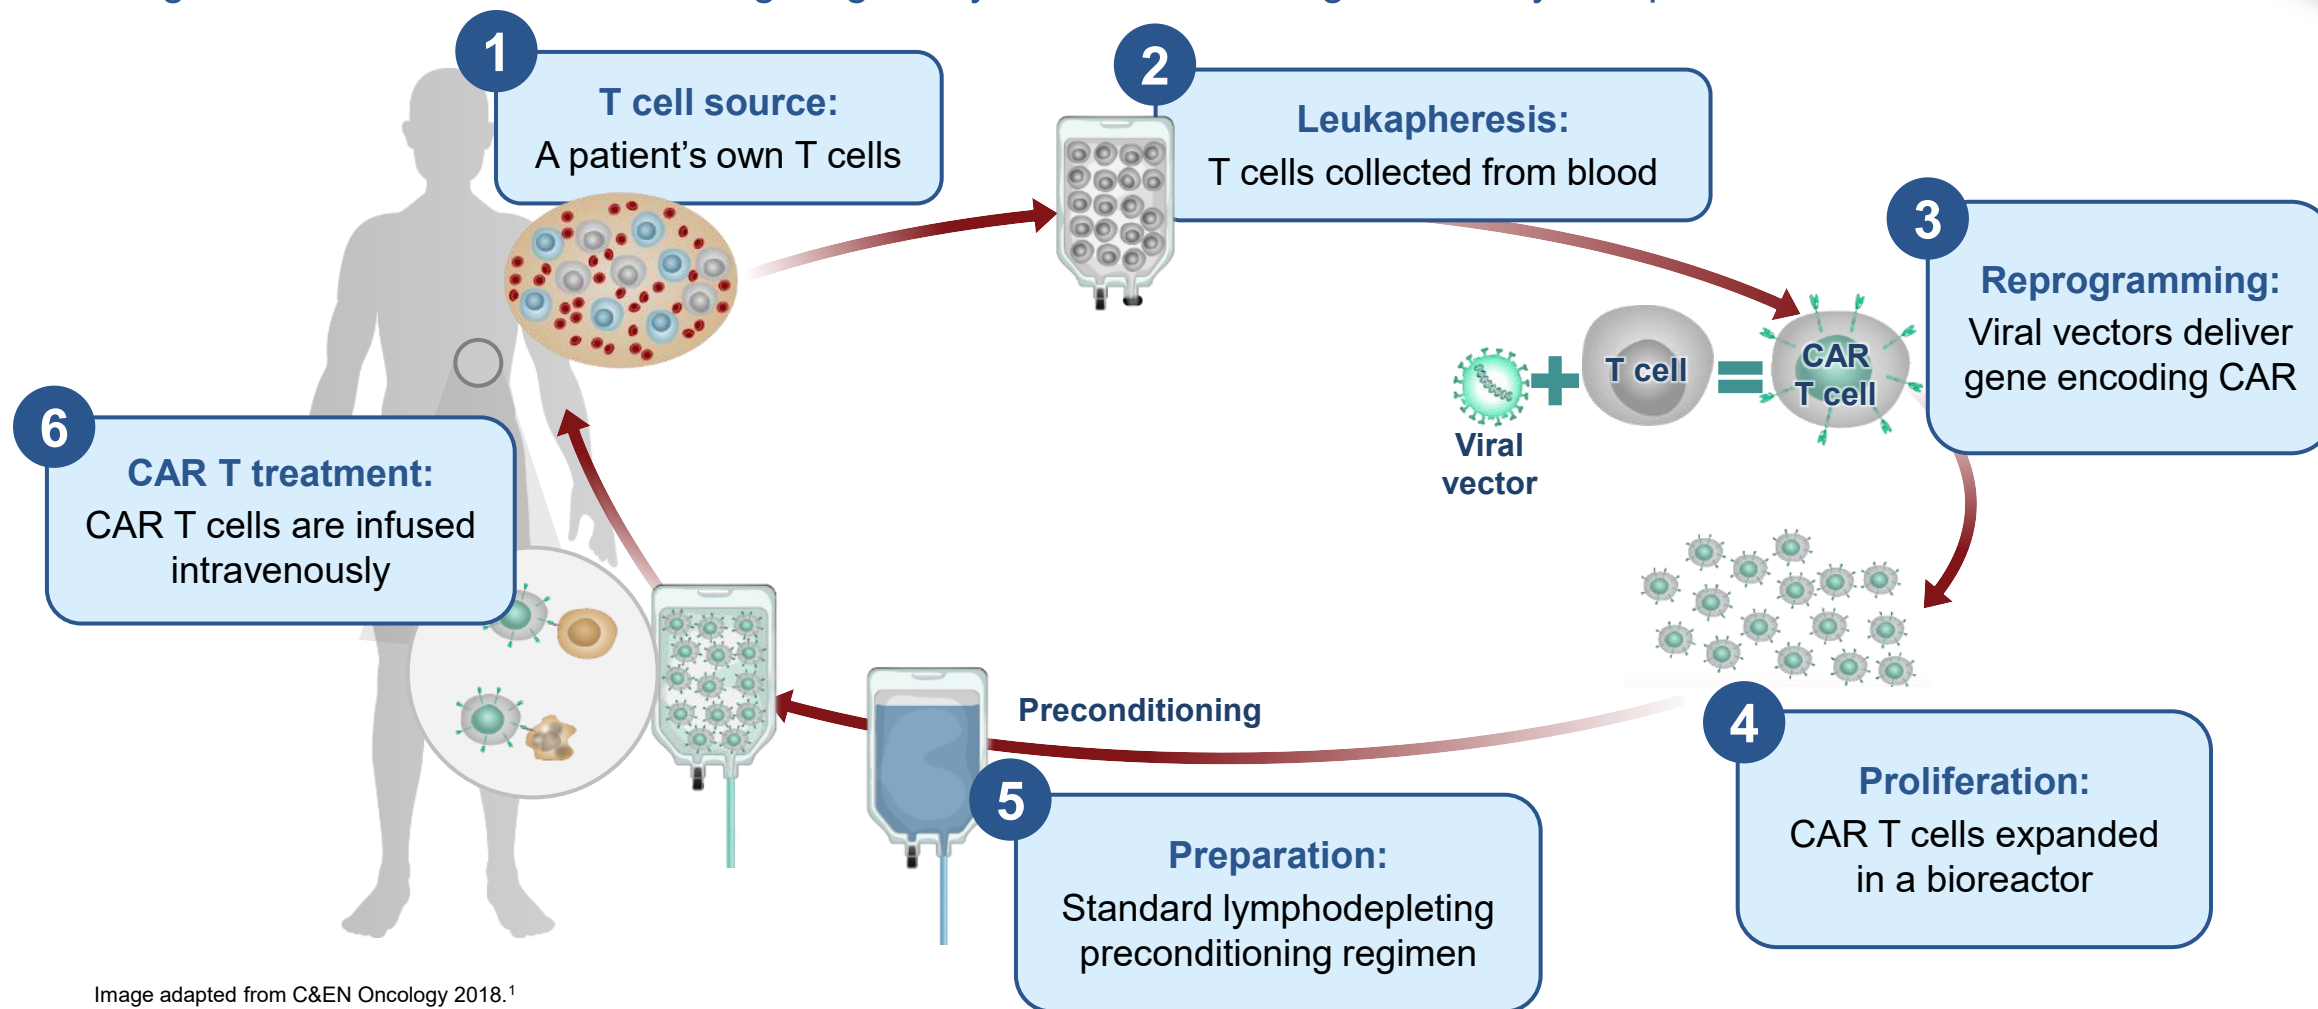 1
T cell source:
A patient’s own T cells
2
Leukapheresis:
T cells collected from blood
3
Reprogramming:
Viral vectors deliver
gene encoding CAR
Viral
vector
T cell
CAR
T cell
4
Proliferation:
CAR T cells expanded
in a bioreactor
Preconditioning
5
Preparation:
Standard lymphodepleting
preconditioning regimen
6
CAR T treatment:
CAR T cells are infused
intravenously
Image adapted from C&EN Oncology 2018.¹